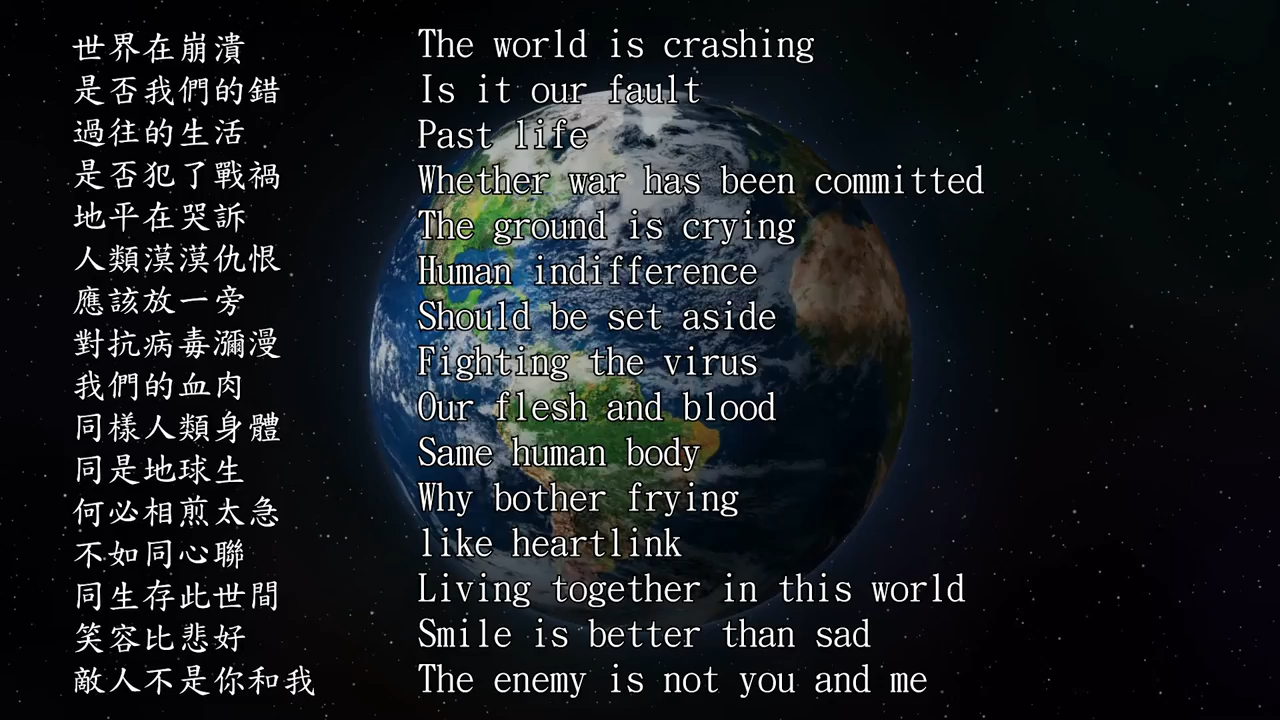 世界在崩潰
是否我們的錯
過往的生活
是否犯了戰禍
地平在哭訴
人類漠漠仇恨
應該放一旁
對抗病毒瀰漫
我們的血肉
同樣人類身體
同是地球生
何必相煎太急
不如同心聯
同生存此世間
笑容比悲好
敵人不是你和我
The world is crashing
Is it our fault
Past life
Whether war has been committed
The ground is crying
Human indifference
Should be set aside
Fighting the virus
Our flesh and blood
Same human body
Why bother frying
like heartlink
Living together in this world
Smile is better than sad
The enemy is not you and me